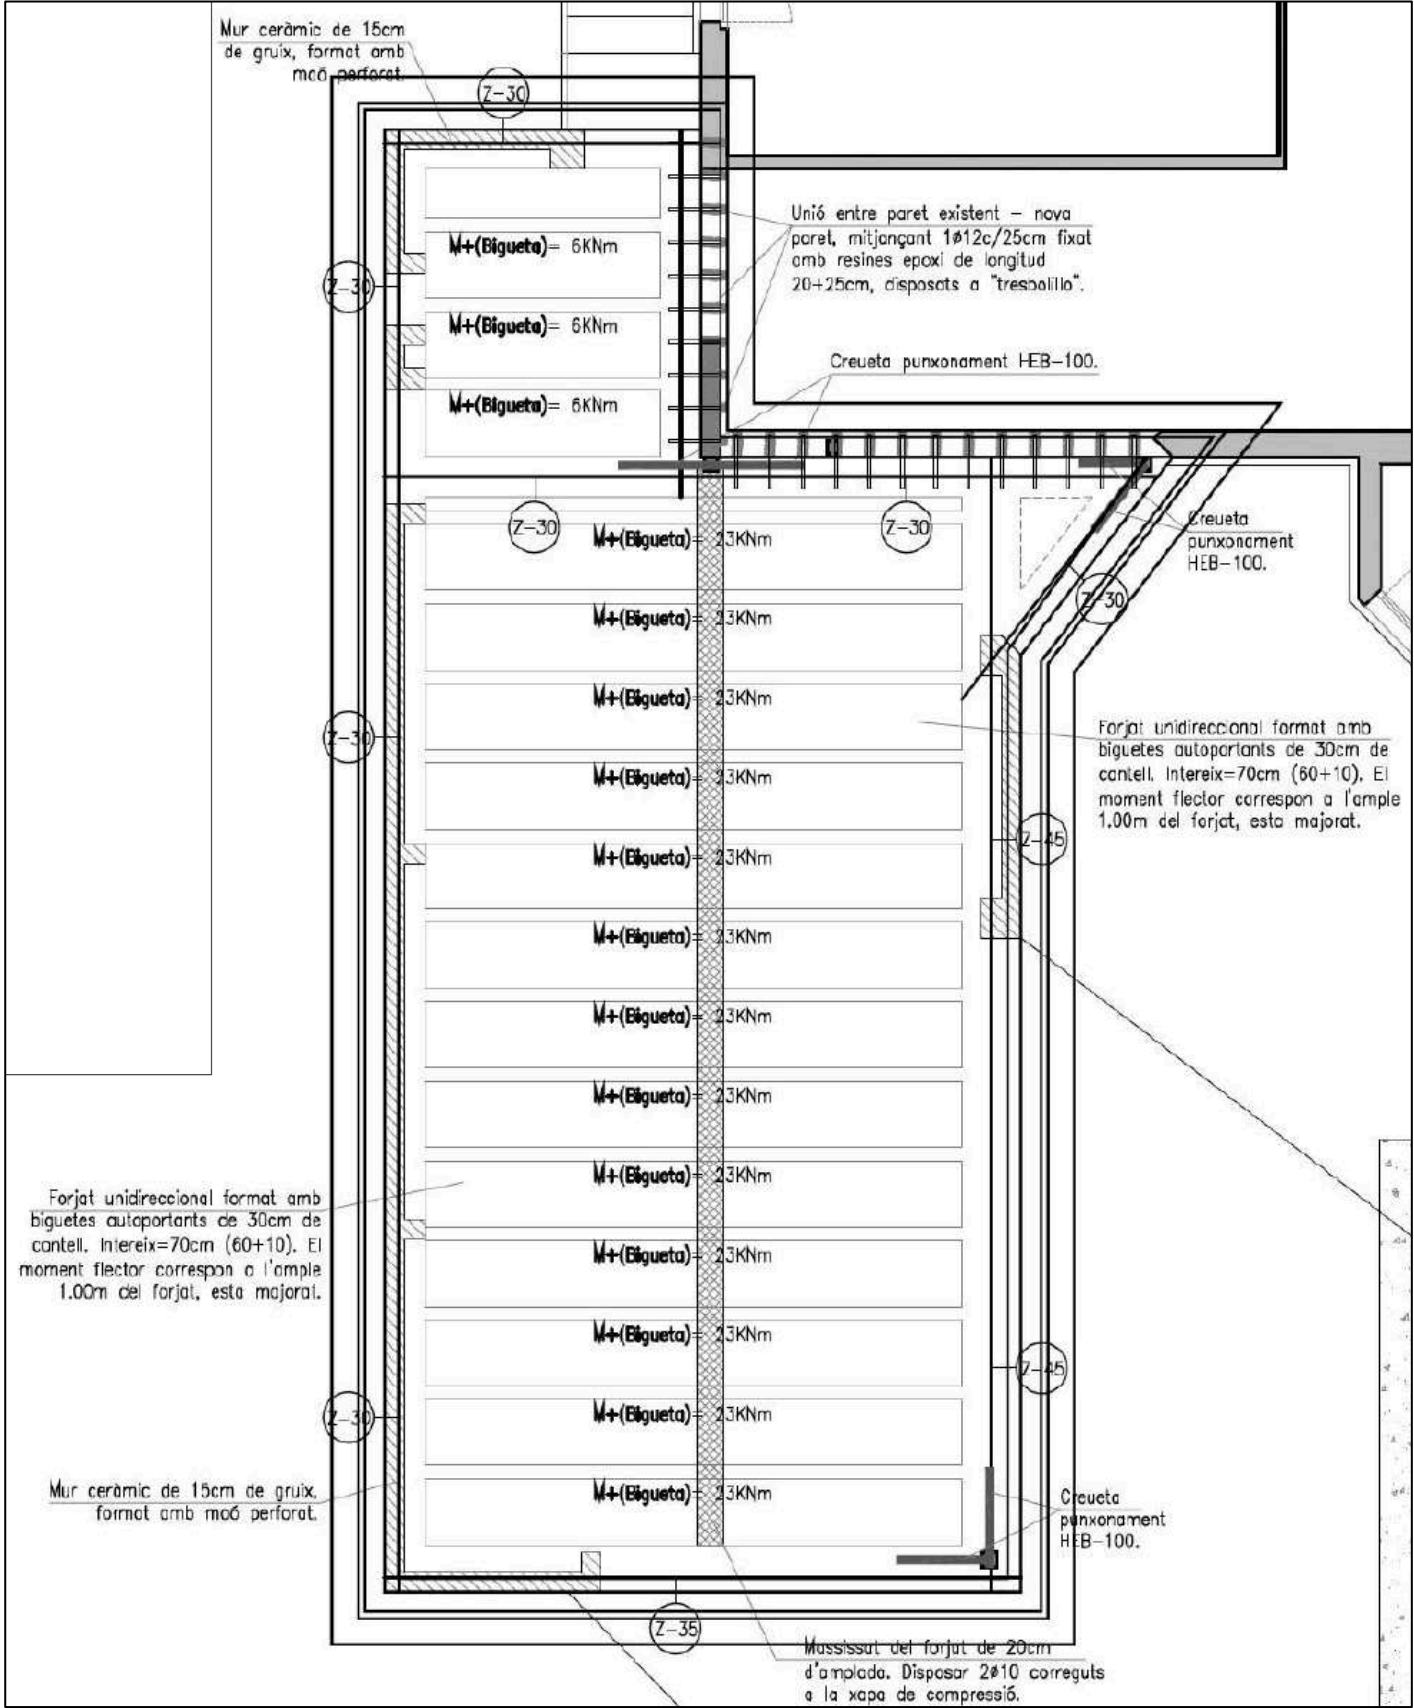 Mur ceràmic de 15cm
de gruix, format amb
maó perforat.
Z-30
Unió entre paret existent – nova
paret, mitjançant 1ø12c/25cm fixat
amb resines epoxi de longitud
20+25cm, disposats a "tresbolillo".
M+(Bigueta)= 6KNm
Z-30
M+(Bigueta)= 6KNm
Creueta punxonament HEB-100.
M+(Bigueta)= 6KNm
Z-30
Z-30
Creueta
punxonament
HEB-100.
M+(Bigueta)= 23KNm
Z-30
M+(Bigueta)= 23KNm
M+(Bigueta)= 23KNm
Z-30
Forjat unidireccional format amb
biguetes autoportants de 30cm de
cantell. Intereix=70cm (60+10). El
moment flector correspon a l'ample
1.00m del forjat, esta majorat.
M+(Bigueta)= 23KNm
Z-45
M+(Bigueta)= 23KNm
M+(Bigueta)= 23KNm
M+(Bigueta)= 23KNm
M+(Bigueta)= 23KNm
M+(Bigueta)= 23KNm
Forjat unidireccional format amb
biguetes autoportants de 30cm de
cantell. Intereix=70cm (60+10). El
moment flector correspon a l'ample
1.00m del forjat, esta majorat.
M+(Bigueta)= 23KNm
M+(Bigueta)= 23KNm
Z-45
M+(Bigueta)= 23KNm
Z-30
M+(Bigueta)= 23KNm
Mur ceràmic de 15cm de gruix,
format amb maó perforat.
Creueta
punxonament
HEB-100.
Z-35
Massissat del forjat de 20cm
d'amplada. Disposar 2ø10 correguts
a la xapa de compressió.